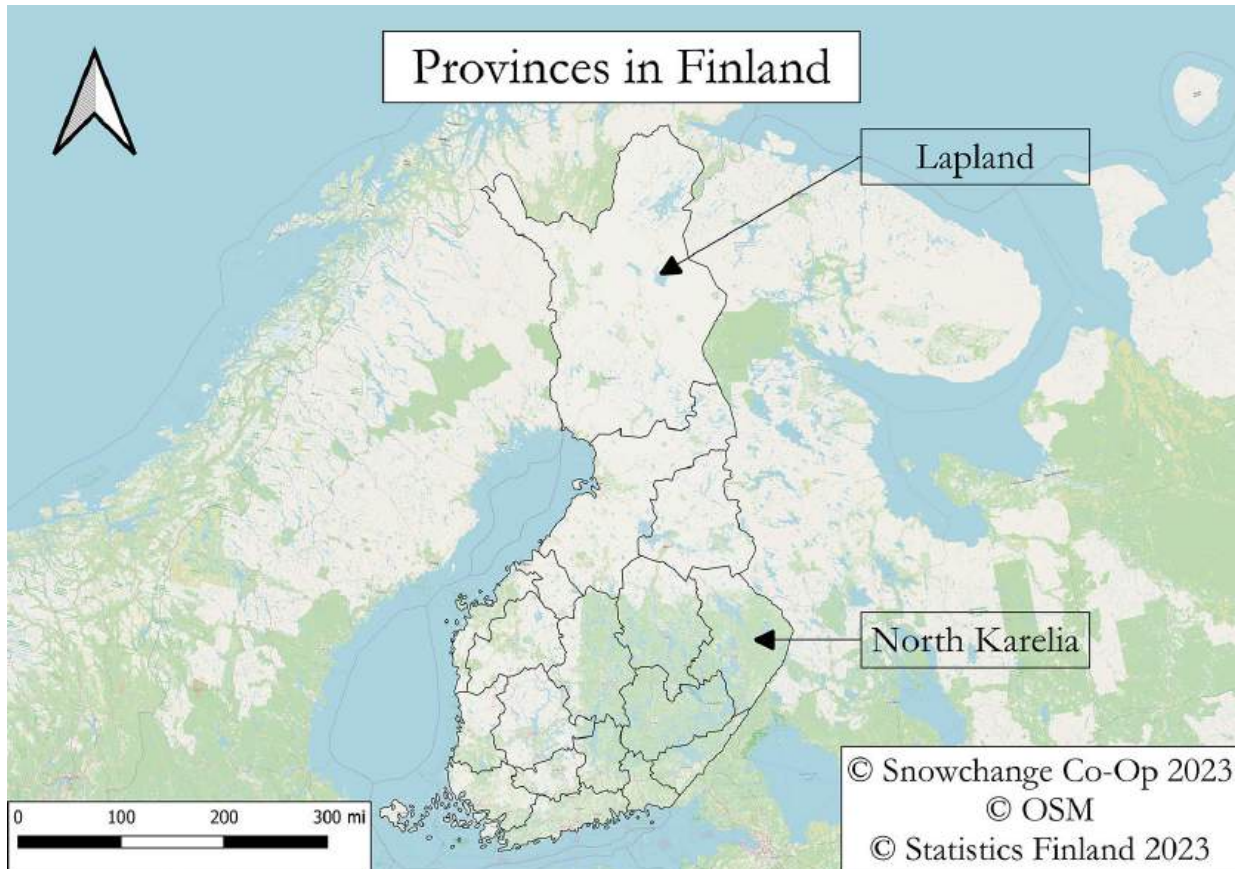 Provinces in Finland
Lapland
North Karelia
© Snowchange Co-Op 2023
© OSM
© Statistics Finland 2023
0 100 200 300 mi